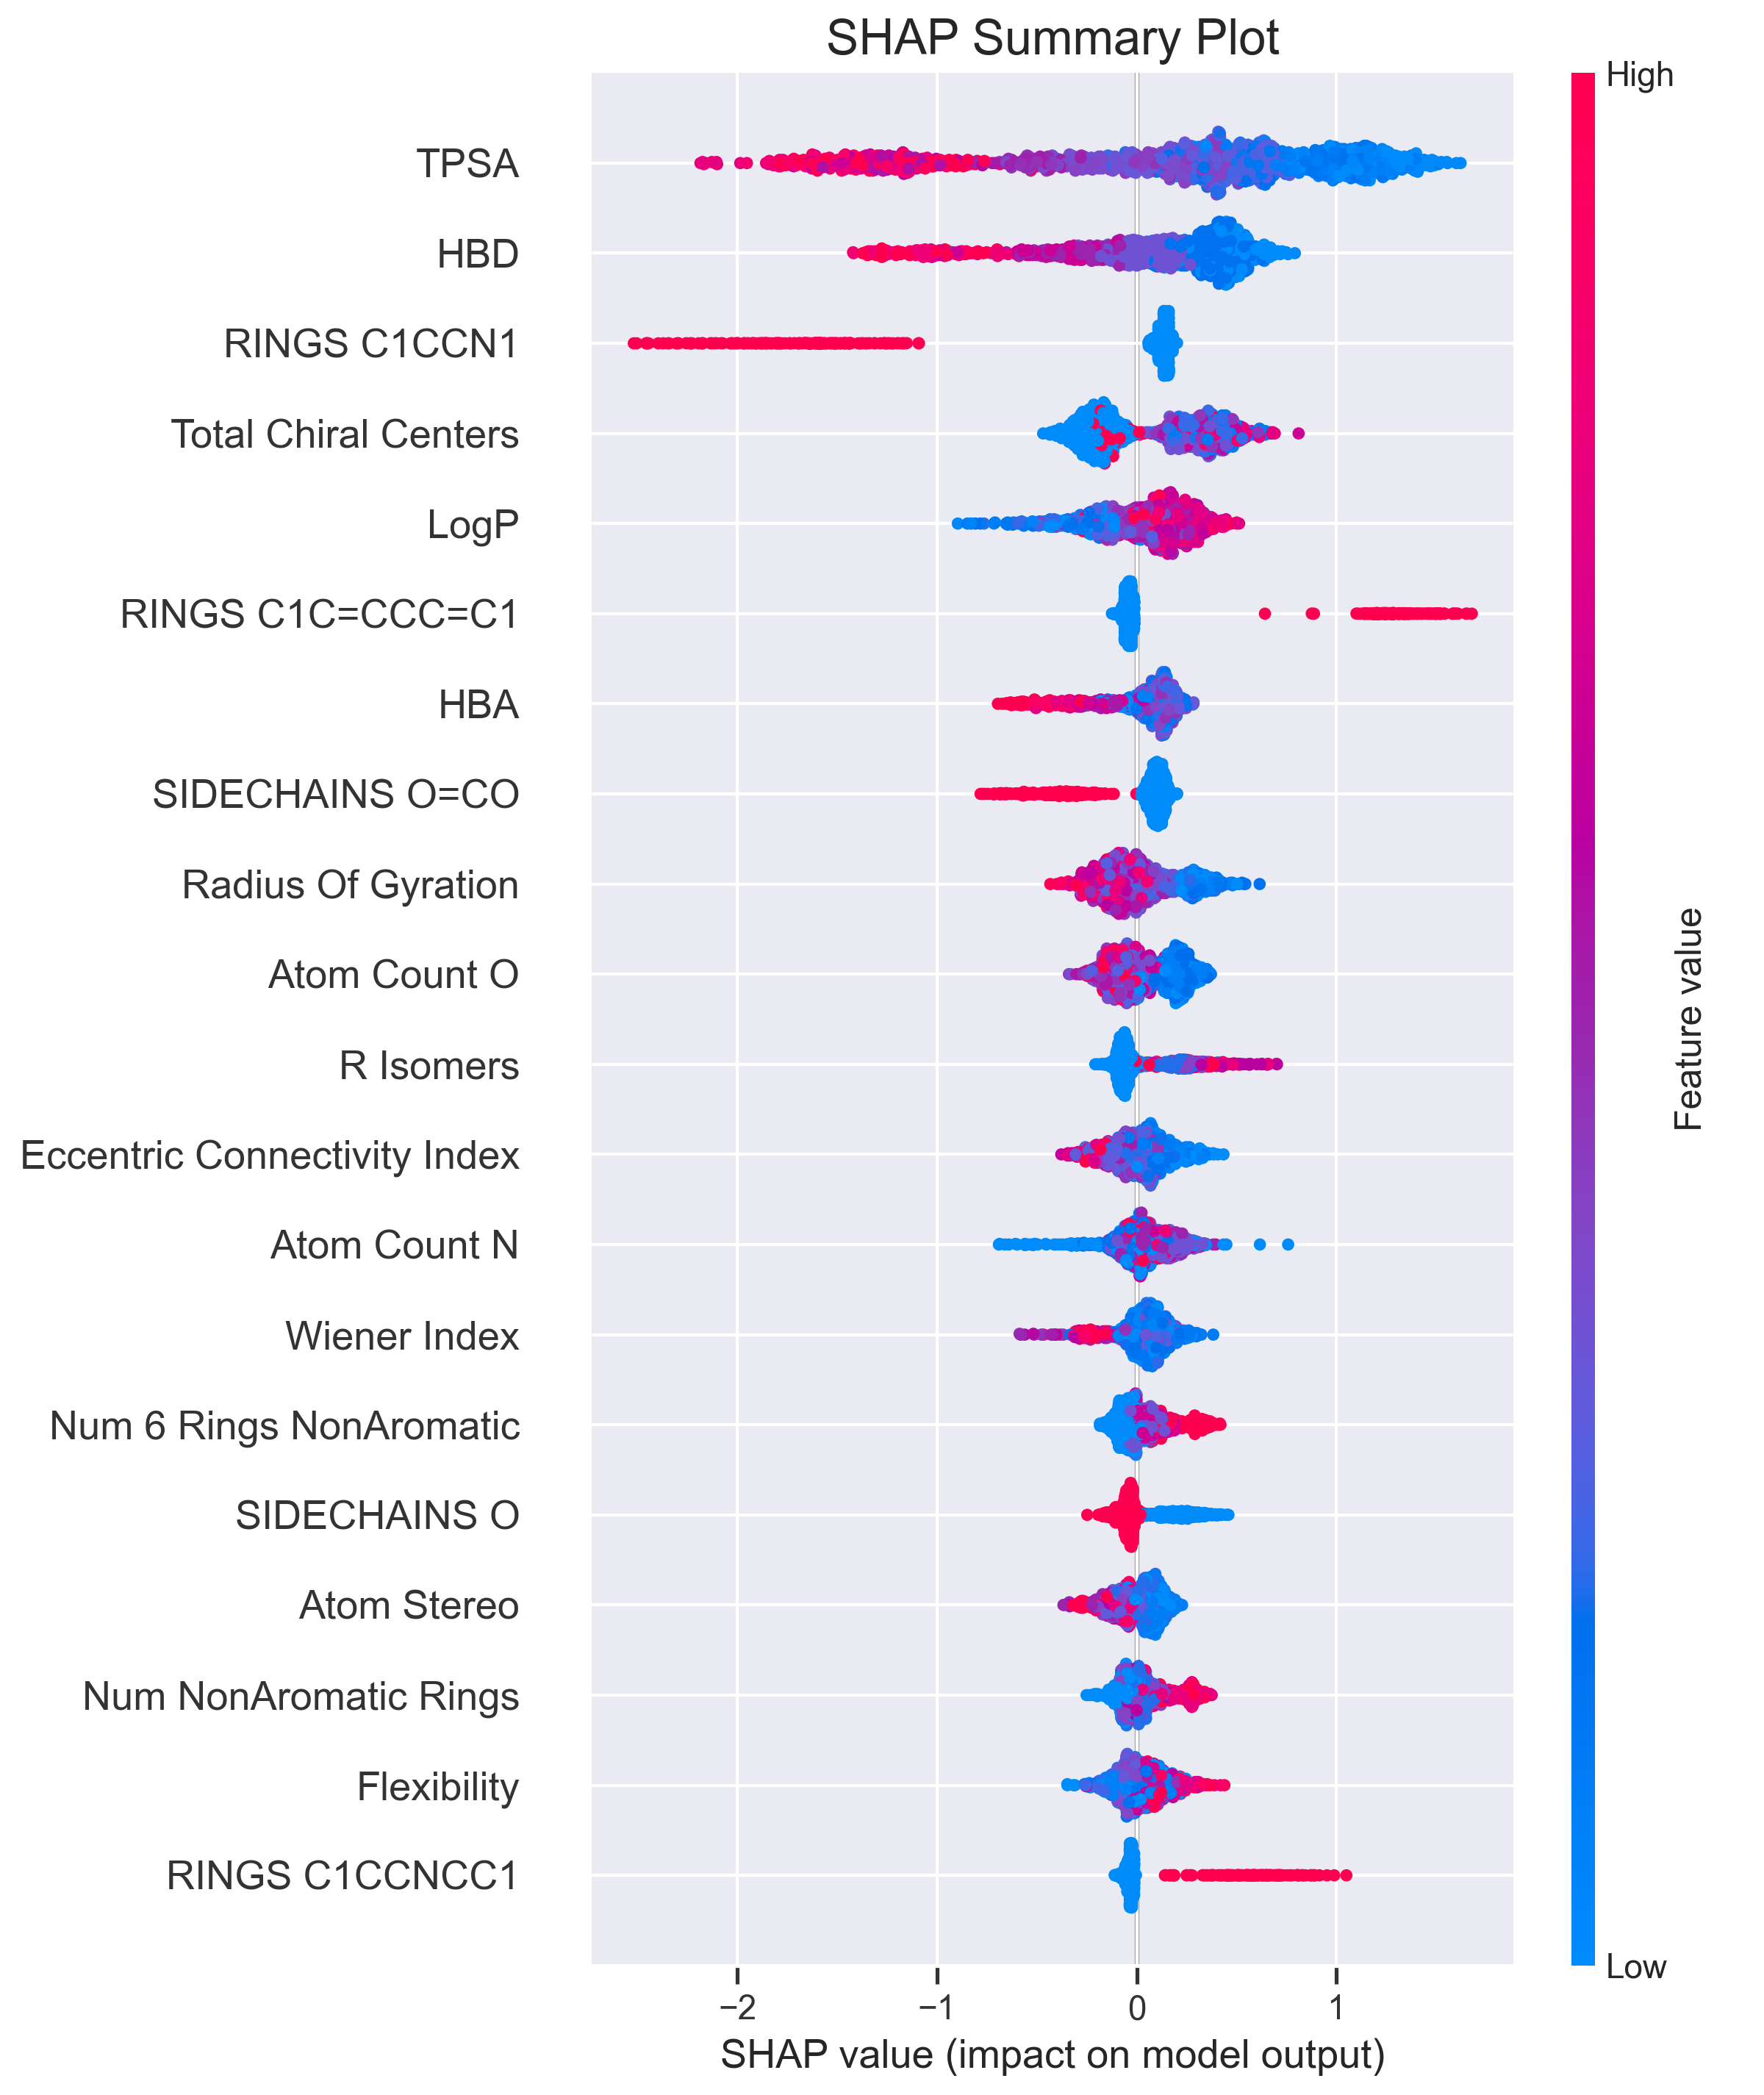 SHAP Summary Plot
High
TPSA
HBD
RINGS C1CCN1
Total Chiral Centers
LogP
RINGS C1C=CCC=C1
HBA
SIDECHAINS O=CO
Radius Of Gyration
Atom Count O
R Isomers
Eccentric Connectivity Index
Atom Count N
Wiener Index
Num 6 Rings NonAromatic
SIDECHAINS O
Atom Stereo
Num NonAromatic Rings
Flexibility
RINGS C1CCNCC1
Feature value
Low
−2 −1 0 1
SHAP value (impact on model output)